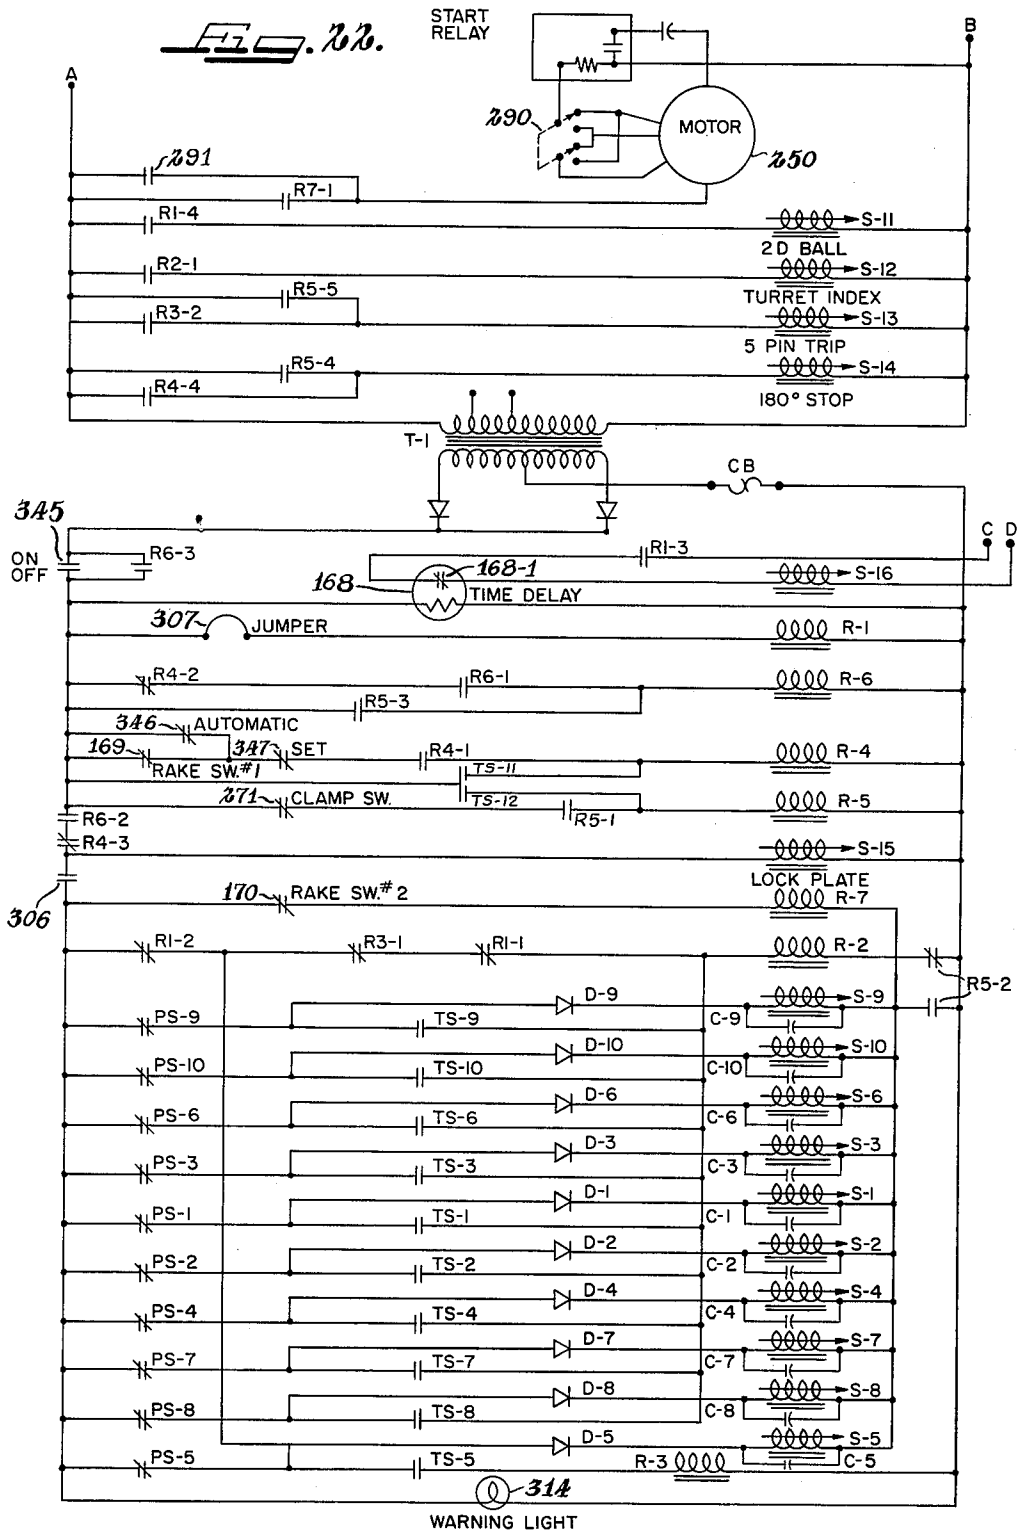 Fig. 22.
START
RELAY
A
B
290
MOTOR
250
291
R7-1
R1-4
S-11
2D BALL
R2-1
S-12
R5-5
TURRET INDEX
R3-2
S-13
5 PIN TRIP
R5-4
S-14
R4-4
180° STOP
T-1
CB
345
C D
ON
OFF
R6-3
R1-3
168-1
168
TIME DELAY
S-16
307
JUMPER
R-1
R4-2
R6-1
R-6
R5-3
346
AUTOMATIC
169
347
SET
R4-1
R-4
RAKE SW.#1
TS-11
271
CLAMP SW.
TS-12
R5-1
R-5
R6-2
R4-3
S-15
LOCK PLATE
306
170
RAKE SW.#2
R-7
R1-2
R3-1
R1-1
R-2
R5-2
D-9
S-9
PS-9
TS-9
C-9
D-10
S-10
PS-10
TS-10
C-10
D-6
S-6
PS-6
TS-6
C-6
D-3
S-3
PS-3
TS-3
C-3
D-1
S-1
PS-1
TS-1
C-1
D-2
S-2
PS-2
TS-2
C-2
D-4
S-4
PS-4
TS-4
C-4
D-7
S-7
PS-7
TS-7
C-7
D-8
S-8
PS-8
TS-8
C-8
D-5
S-5
PS-5
TS-5
R-3
C-5
314
WARNING LIGHT